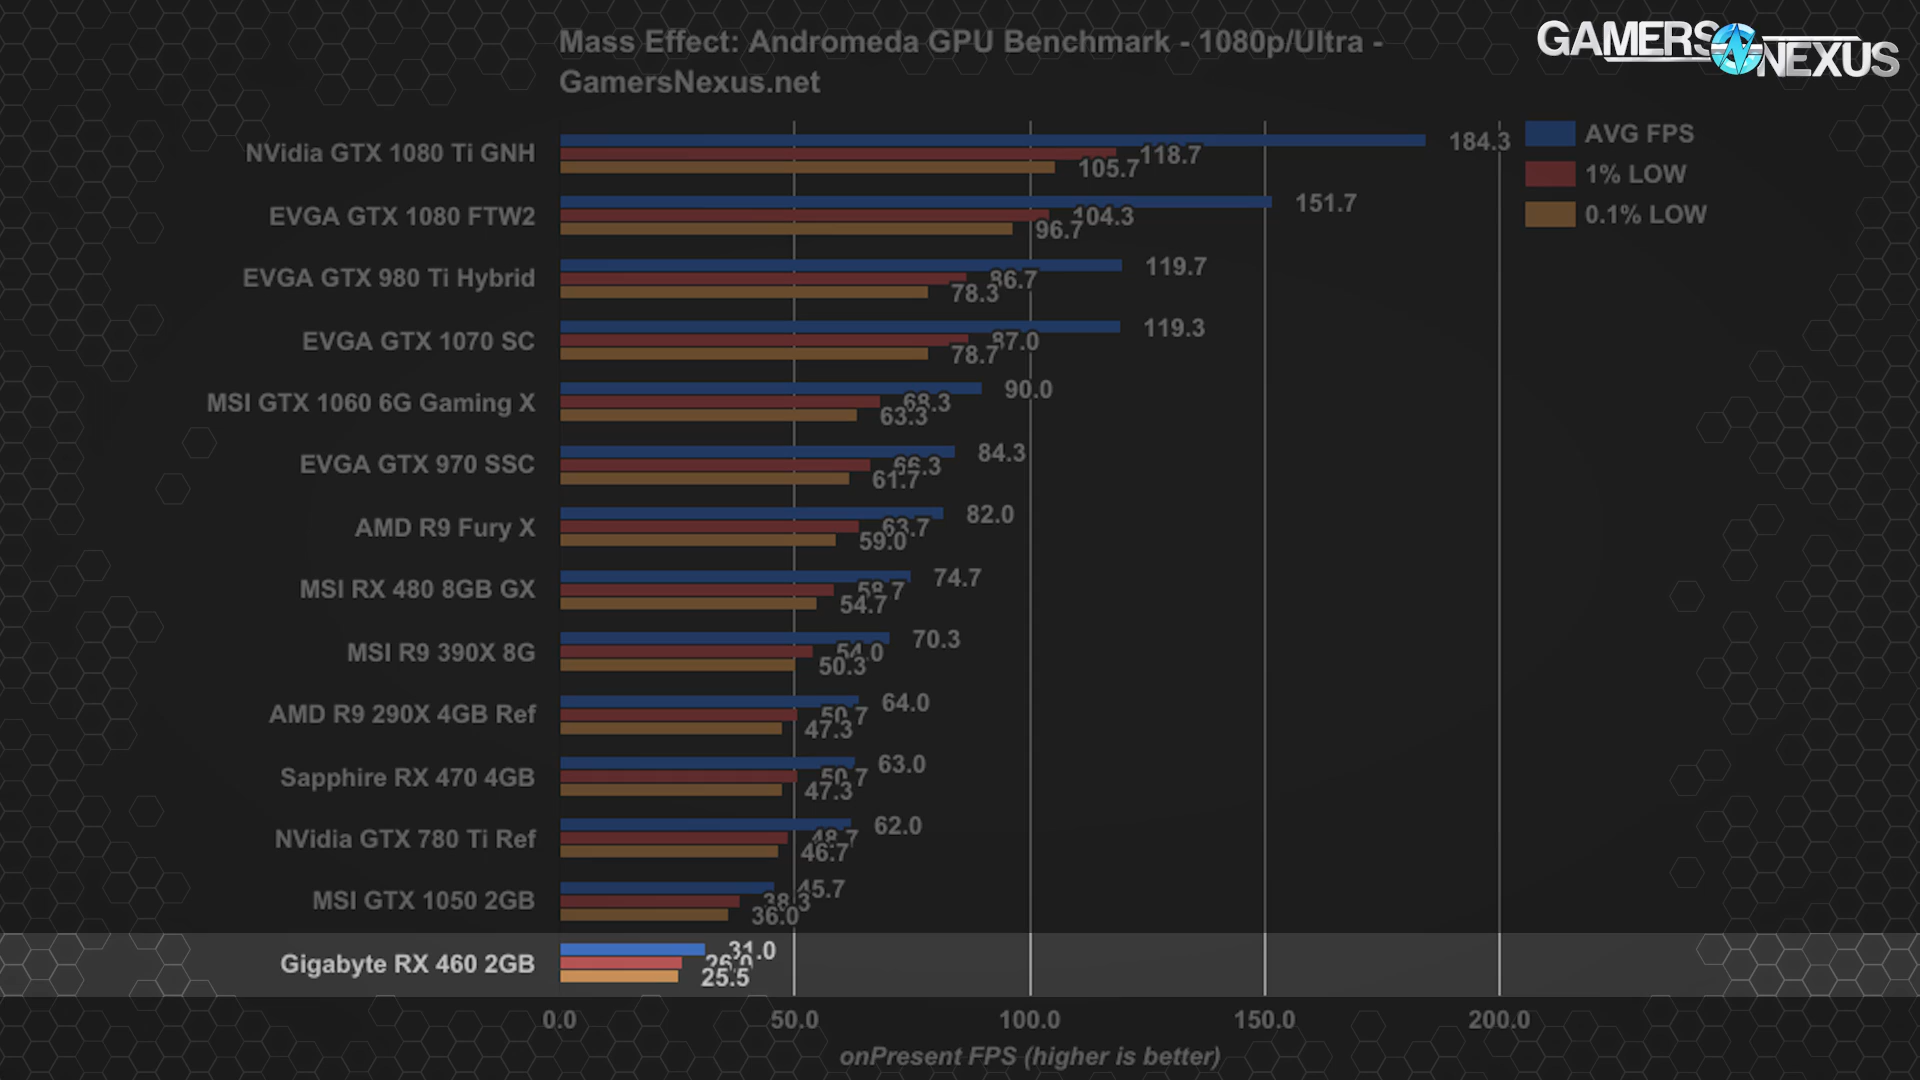 Mass Effect: Andromeda GPU Benchmark - 1080p/Ultra -
GamersNexus.net
GAMERS NEXUS
AVG FPS
1% LOW
0.1% LOW
NVidia GTX 1080 Ti GNH
184.3
118.7
105.7
EVGA GTX 1080 FTW2
151.7
104.3
96.7
EVGA GTX 980 Ti Hybrid
119.7
86.7
78.3
EVGA GTX 1070 SC
119.3
87.0
78.7
MSI GTX 1060 6G Gaming X
90.0
68.3
63.3
EVGA GTX 970 SSC
84.3
66.3
61.7
AMD R9 Fury X
82.0
63.7
59.0
MSI RX 480 8GB GX
74.7
58.7
54.7
MSI R9 390X 8G
70.3
54.0
50.3
AMD R9 290X 4GB Ref
64.0
50.7
47.3
Sapphire RX 470 4GB
63.0
50.7
47.3
NVidia GTX 780 Ti Ref
62.0
48.7
46.7
MSI GTX 1050 2GB
45.7
38.3
36.0
Gigabyte RX 460 2GB
31.0
26.0
25.5
0.0 50.0 100.0 150.0 200.0
onPresent FPS (higher is better)